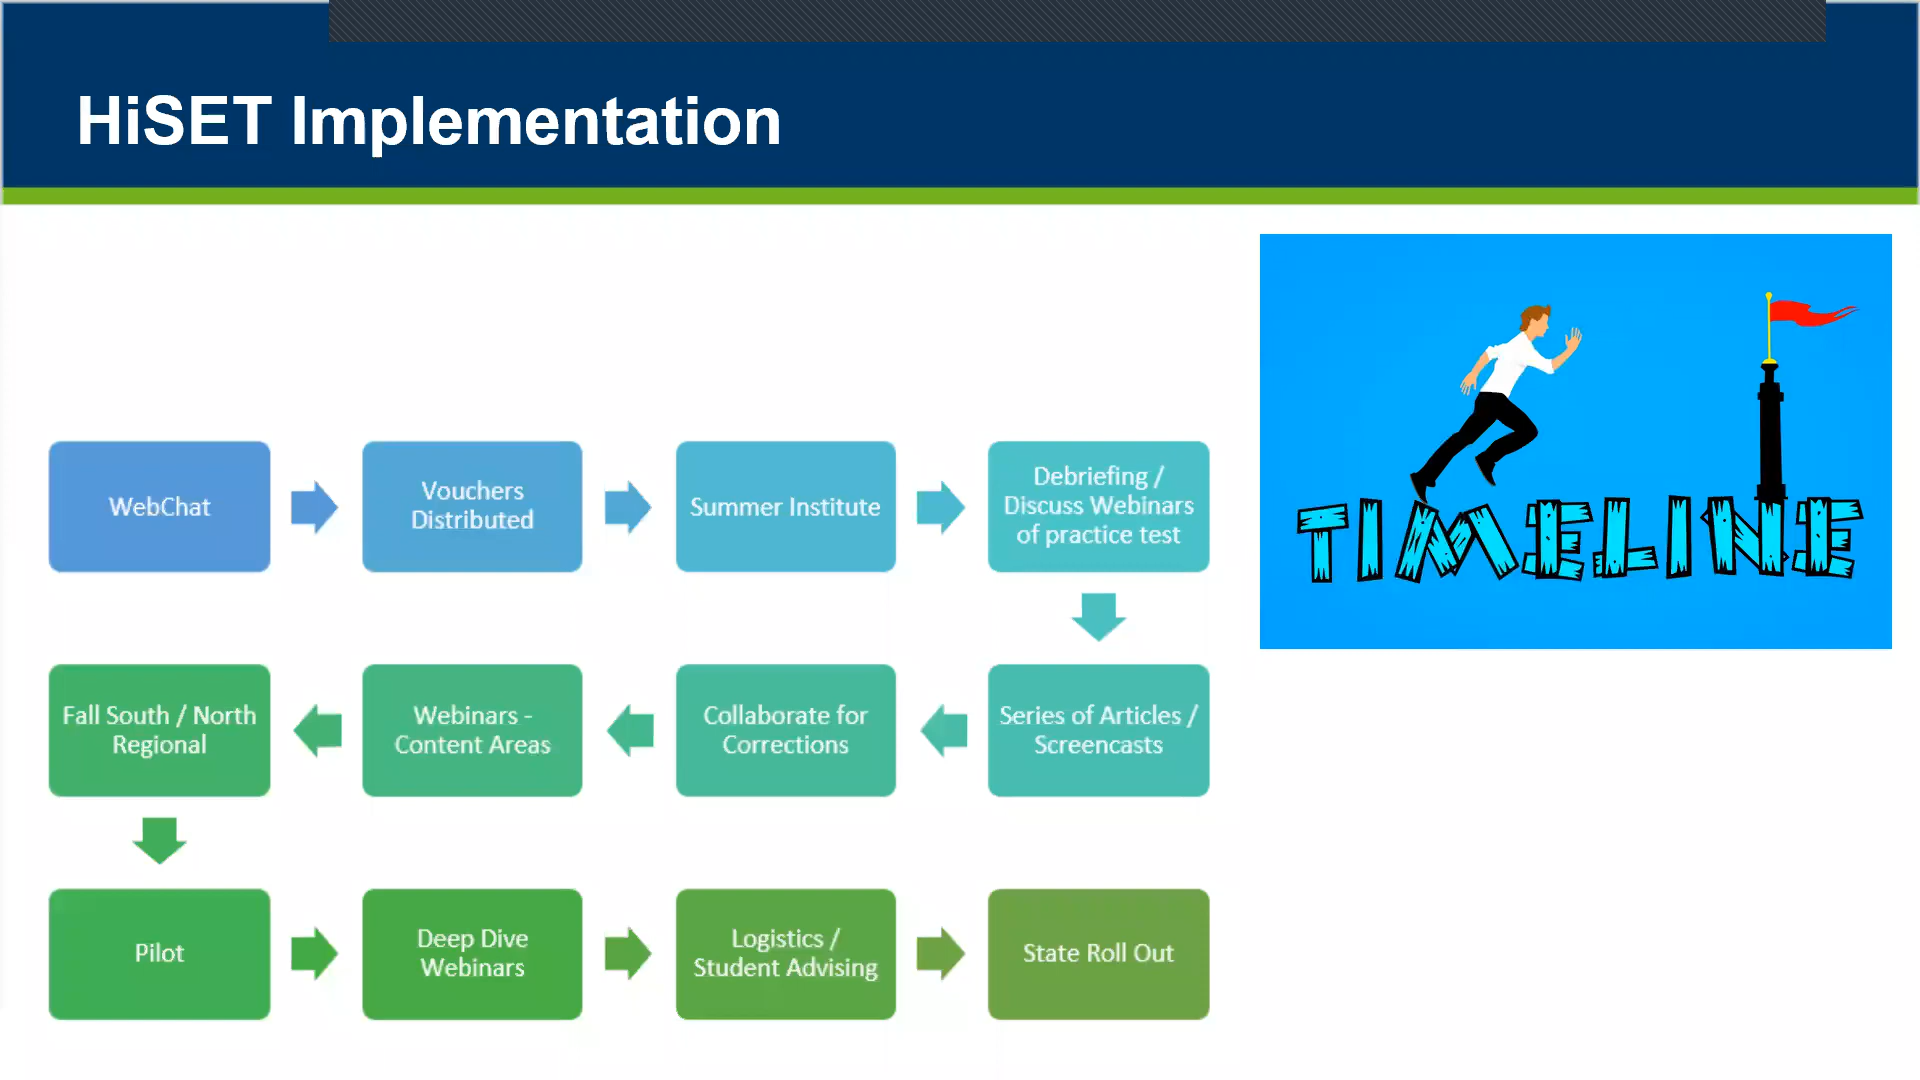 HiSET Implementation
WebChat
Vouchers
Distributed
Summer Institute
Debriefing /
Discuss Webinars
of practice test
TIMELINE
Fall South / North
Regional
Webinars -
Content Areas
Collaborate for
Corrections
Series of Articles /
Screencasts
Pilot
Deep Dive
Webinars
Logistics /
Student Advising
State Roll Out